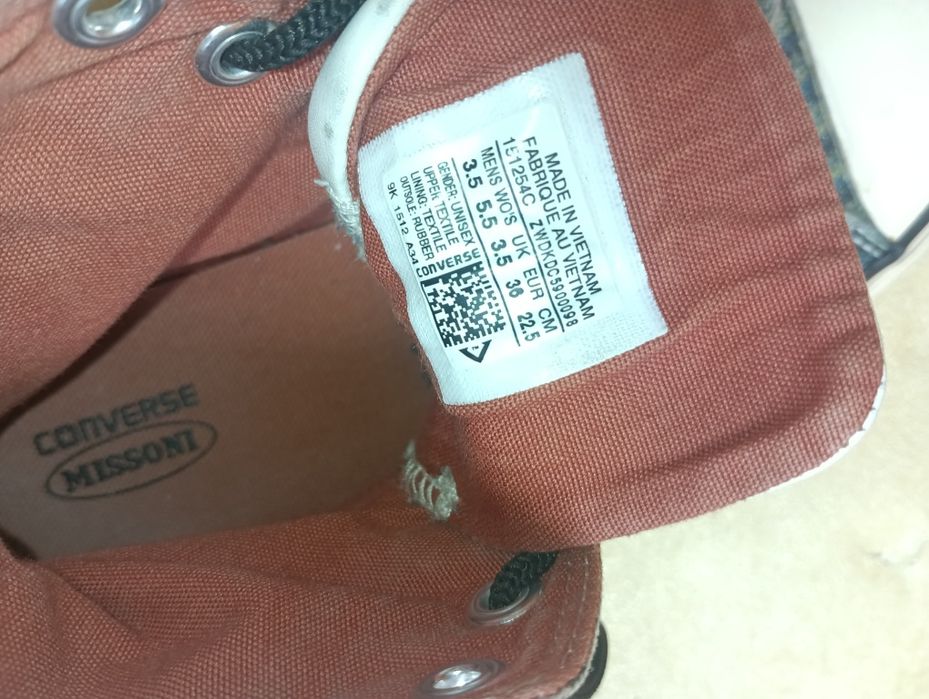 MADE IN VIETNAM
FABRIQUE AU VIETNAM
151254C ZWDKDC5900098
MENS WO'S UK EUR CM
3.5 5.5 3.5 36 22.5
GENDER: UNISEX
UPPER: TEXTILE
LINING: TEXTILE
OUTSOLE: RUBBER
9K 1512 A34
CONVERSE
CONVERSE
MISSONI